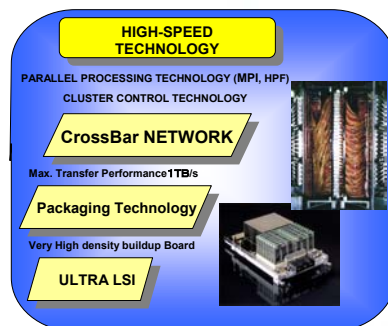 HIGH-SPEED
TECHNOLOGY
PARALLEL PROCESSING TECHNOLOGY (MPI, HPF)
CLUSTER CONTROL TECHNOLOGY
CrossBar NETWORK
Max. Transfer Performance1TB/s
Packaging Technology
Very High density buildup Board
ULTRA LSI